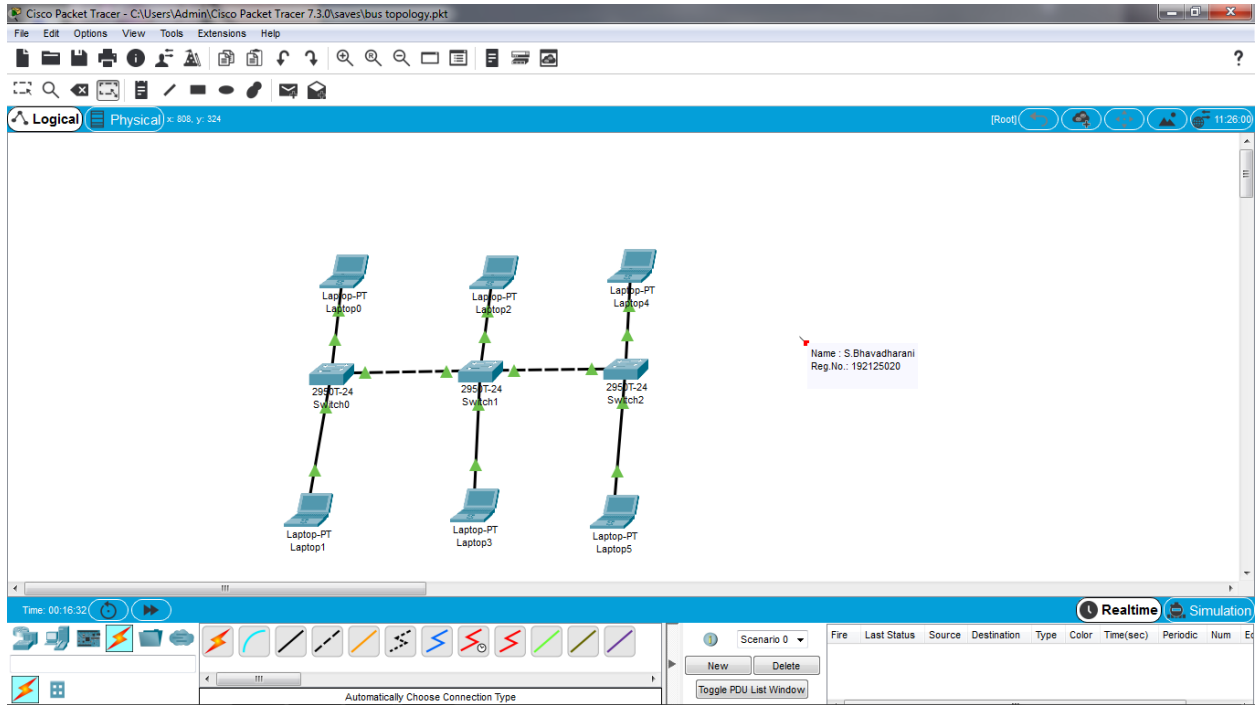 Cisco Packet Tracer - C:\Users\Admin\Cisco Packet Tracer 7.3.0\saves\bus topology.pkt
File Edit Options View Tools Extensions Help
?
Logical Physical x: 808, y: 324 [Root] 11:26:00
Laptop-PT
Laptop0
Laptop-PT
Laptop2
Laptop-PT
Laptop4
Name : S.Bhavadharani
Reg.No.: 192125020
2950T-24
Switch0
2950T-24
Switch1
2950T-24
Switch2
Laptop-PT
Laptop1
Laptop-PT
Laptop3
Laptop-PT
Laptop5
Time: 00:16:32 Realtime Simulation
Scenario 0
Fire Last Status Source Destination Type Color Time(sec) Periodic Num Ec
New Delete
Toggle PDU List Window
Automatically Choose Connection Type